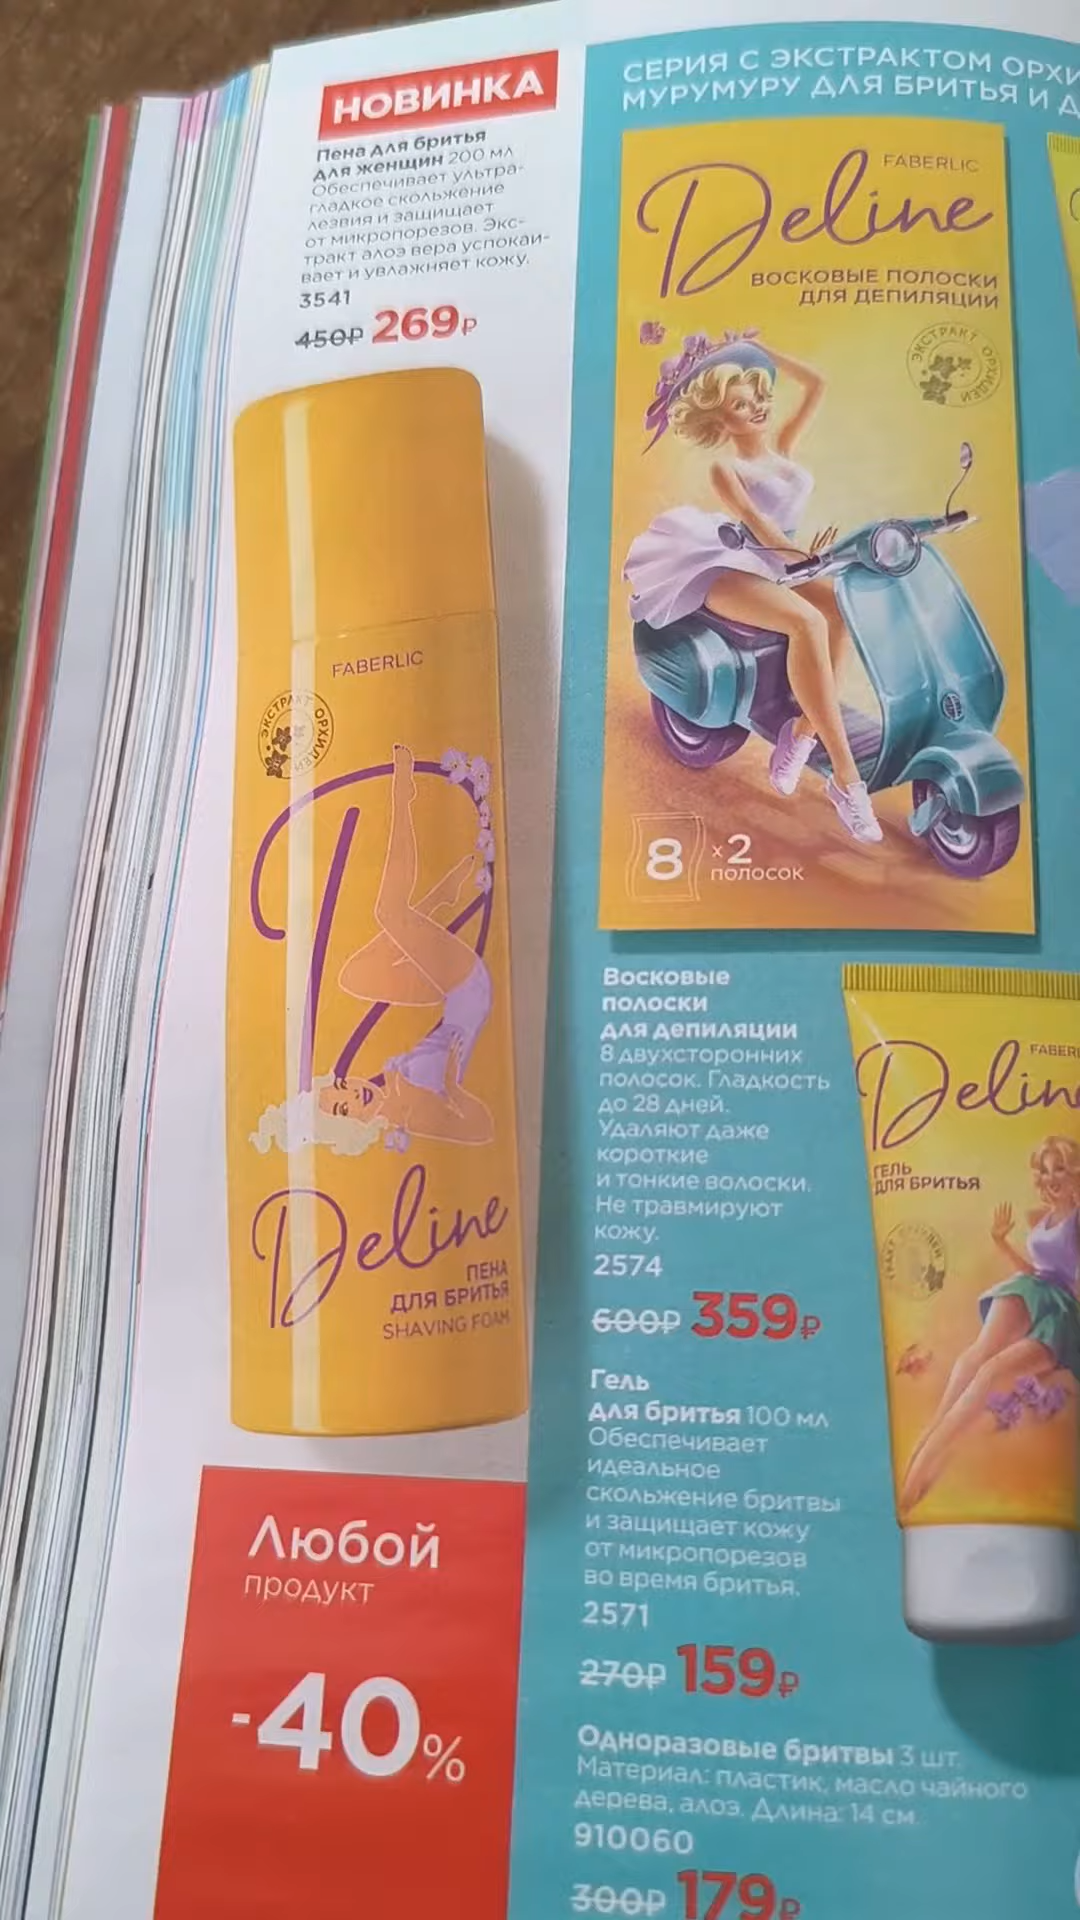 НОВИНКА
Пена для бритья
для женщин 200 мл
Обеспечивает ультра-
гладкое скольжение
лезвия и защищает
от микропорезов. Экс-
тракт алоэ вера успокаи-
вает и увлажняет кожу.
3541
450₽ 269₽
FABERLIC
ЭКСТРАКТ ОРХИДЕИ
Deline
ПЕНА
ДЛЯ БРИТЬЯ
SHAVING FOAM
Любой
продукт
-40%
СЕРИЯ С ЭКСТРАКТОМ
МУРУМУРУ ДЛЯ БРИТЬЯ И
FABERLIC
Deline
ВОСКОВЫЕ ПОЛОСКИ
ДЛЯ ДЕПИЛЯЦИИ
ЭКСТРАКТ ОРХИДЕИ
8 x2
ПОЛОСОК
Восковые
полоски
для депиляции
8 двухсторонних
полосок. Гладкость
до 28 дней.
Удаляют даже
короткие
и тонкие волоски.
Не травмируют
кожу.
2574
600₽ 359₽
Deline
ГЕЛЬ
ДЛЯ БРИТЬЯ
Гель
для бритья 100 мл
Обеспечивает
идеальное
скольжение бритвы
и защищает кожу
от микропорезов
во время бритья.
2571
270₽ 159₽
Одноразовые бритвы 3 шт.
Материал: пластик, масло чайного
дерева, алоэ. Длина: 14 см.
910060
300₽ 179₽